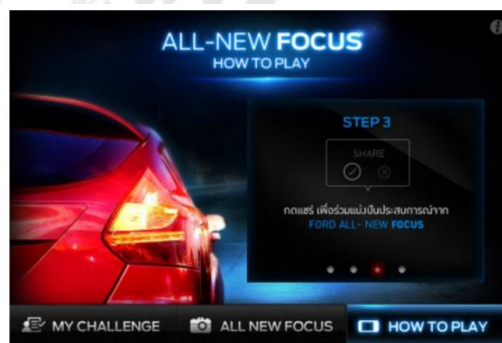 ALL-NEW FOCUS
HOW TO PLAY
STEP 3
SHARE
กดแชร์ เพื่อร่วมแบ่งปันประสบการณ์จาก
FORD ALL- NEW FOCUS
MY CHALLENGE
ALL NEW FOCUS
HOW TO PLAY